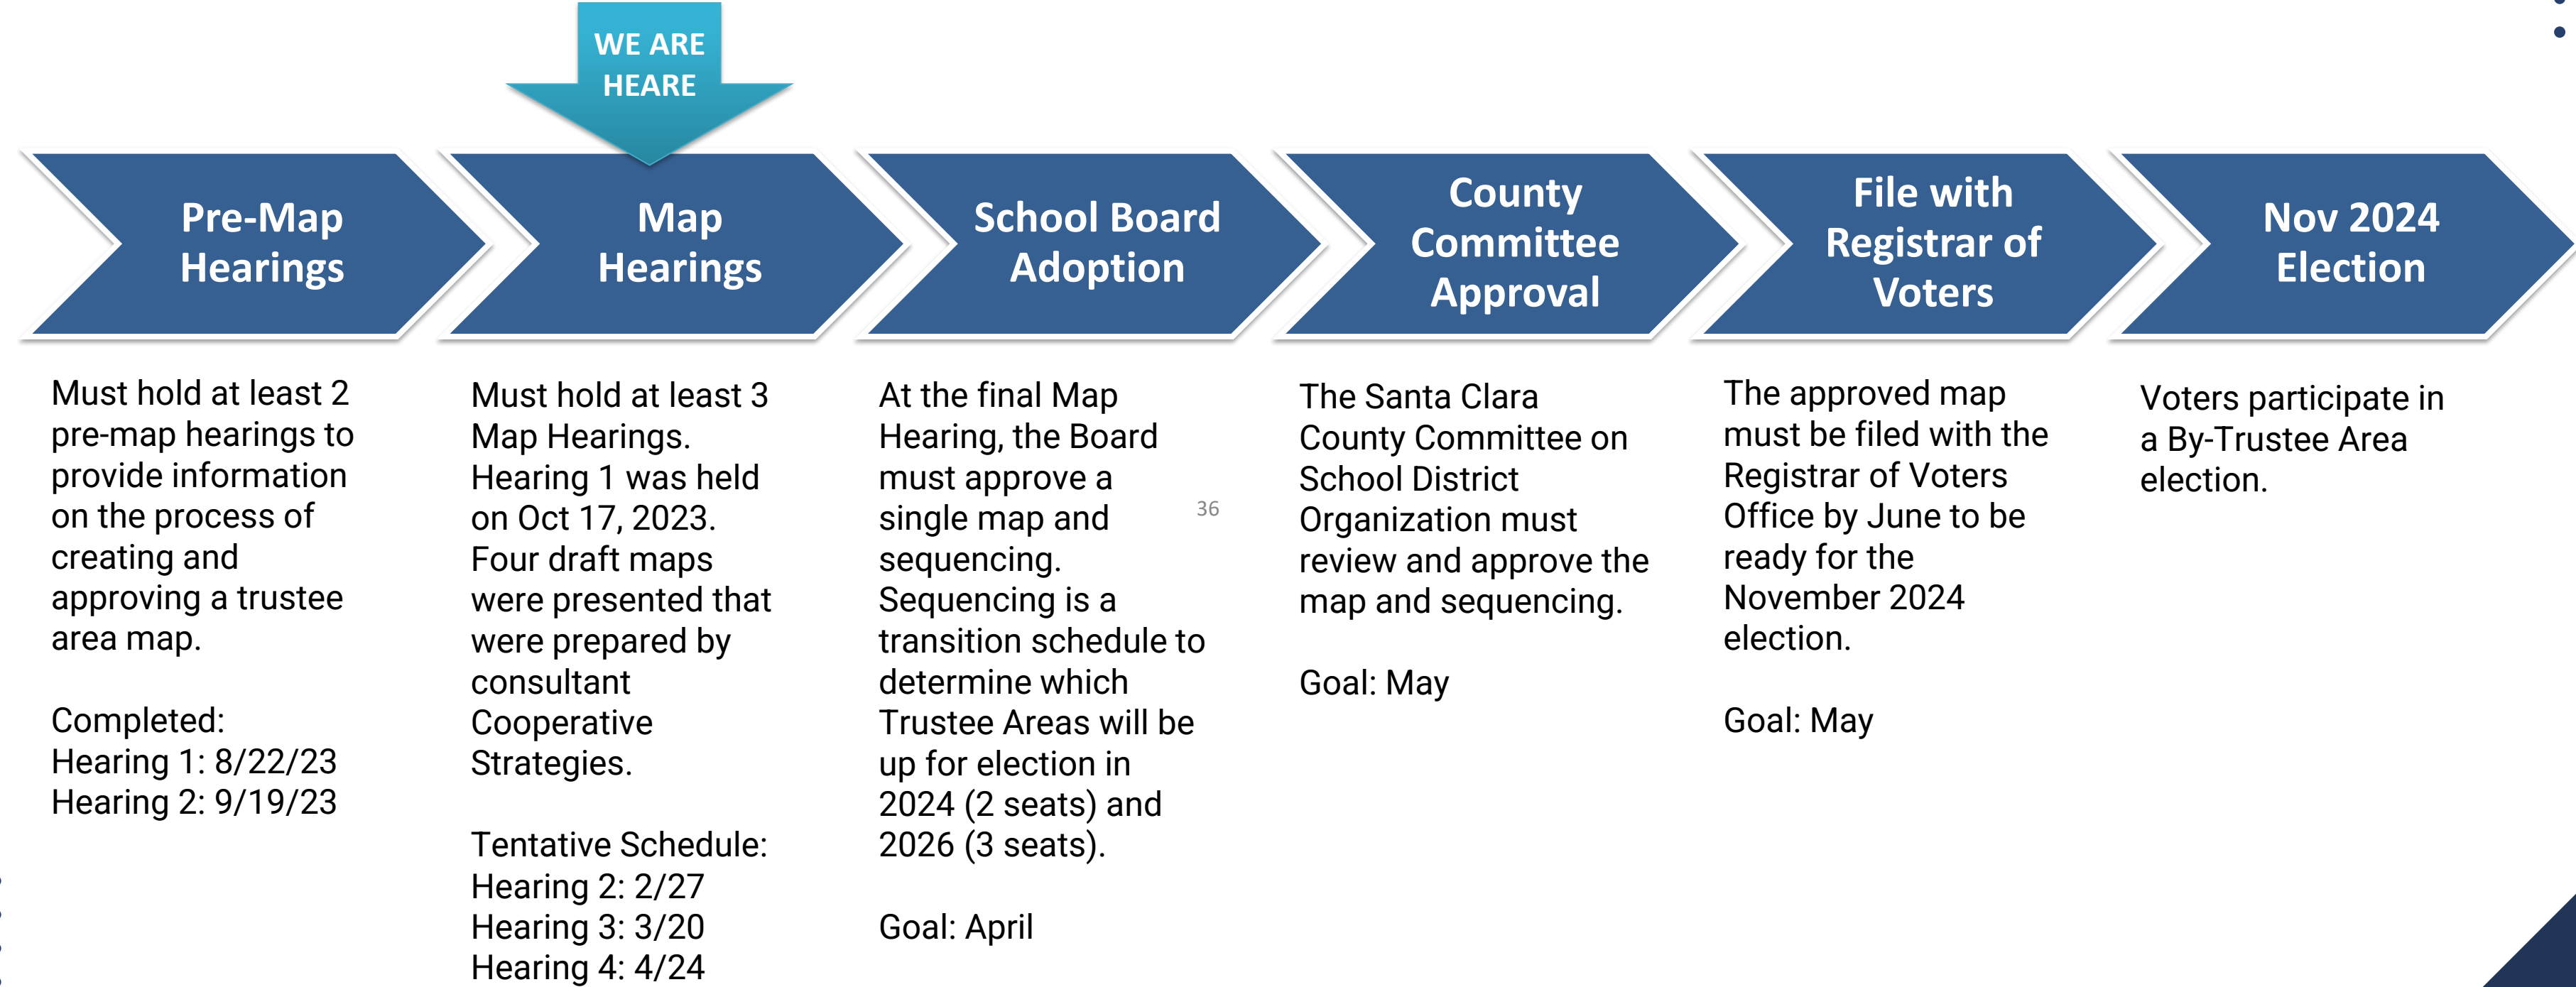 WE ARE
HEARE
Pre-Map
Hearings
Map
Hearings
School Board
Adoption
County
Committee
Approval
File with
Registrar of
Voters
Nov 2024
Election
Must hold at least 2
pre-map hearings to
provide information
on the process of
creating and
approving a trustee
area map.
Completed:
Hearing 1: 8/22/23
Hearing 2: 9/19/23
Must hold at least 3
Map Hearings.
Hearing 1 was held
on Oct 17, 2023.
Four draft maps
were presented that
were prepared by
consultant
Cooperative
Strategies.
Tentative Schedule:
Hearing 2: 2/27
Hearing 3: 3/20
Hearing 4: 4/24
At the final Map
Hearing, the Board
must approve a
single map and
sequencing.
Sequencing is a
transition schedule to
determine which
Trustee Areas will be
up for election in
2024 (2 seats) and
2026 (3 seats).
Goal: April
36
The Santa Clara
County Committee on
School District
Organization must
review and approve the
map and sequencing.
Goal: May
The approved map
must be filed with the
Registrar of Voters
Office by June to be
ready for the
November 2024
election.
Goal: May
Voters participate in
a By-Trustee Area
election.